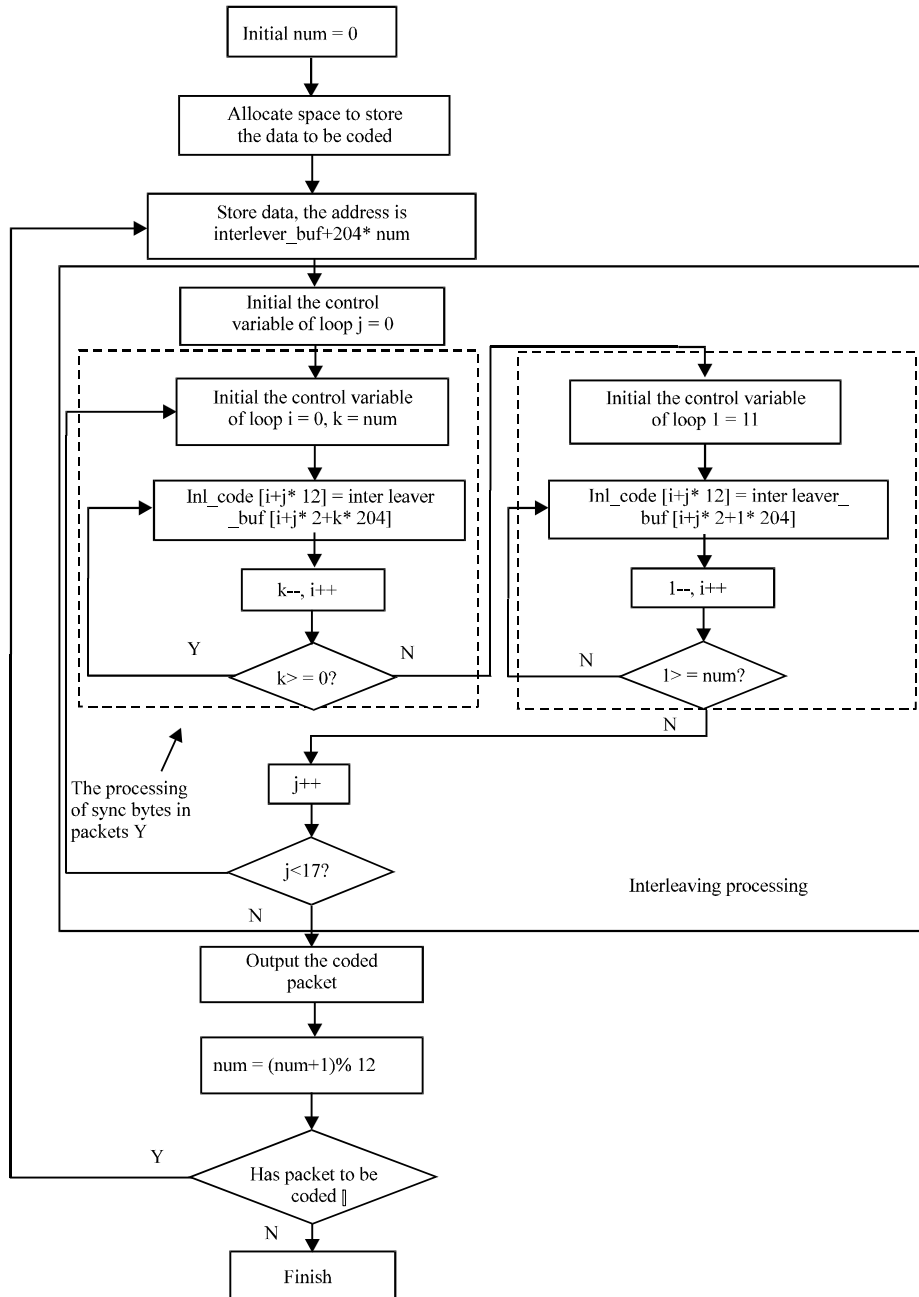 Initial num = 0
Allocate space to store
the data to be coded
Store data, the address is
interlever_buf+204* num
Initial the control
variable of loop j = 0
Initial the control variable
of loop i = 0, k = num
Inl_code [i+j* 12] = inter leaver
_buf [i+j* 2+k* 204]
k--, i++
Y
N
k> = 0?
Initial the control variable
of loop 1 = 11
Inl_code [i+j* 12] = inter leaver_
buf [i+j* 2+1* 204]
1--, i++
N
1> = num?
N
The processing
of sync bytes in
packets Y
j++
j<17?
N
Interleaving processing
Output the coded
packet
num = (num+1)% 12
Y
Has packet to be
coded
N
Finish